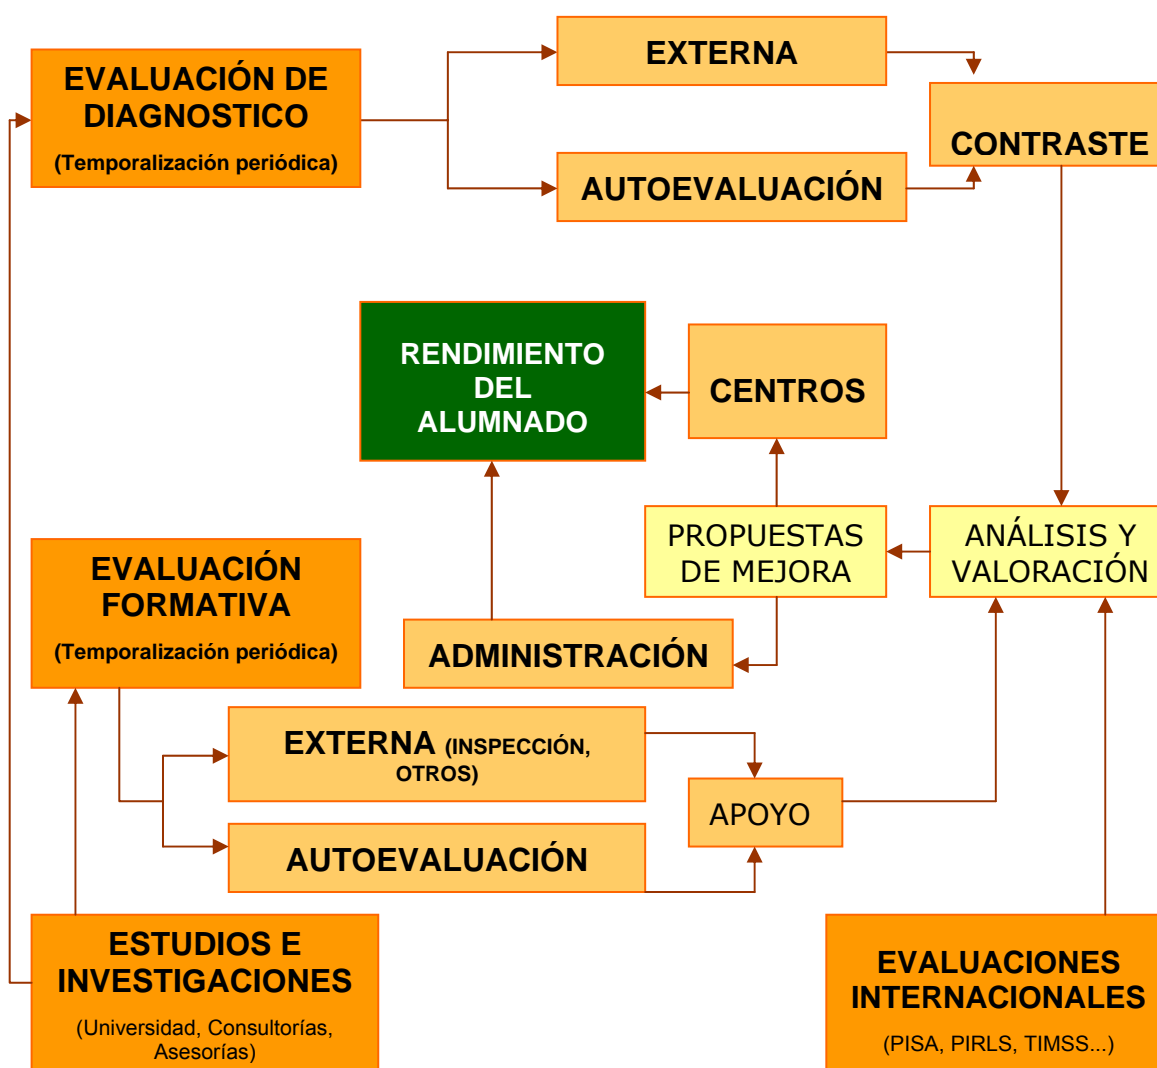 EVALUACIÓN DE
DIAGNOSTICO
(Temporalización periódica)
EXTERNA
CONTRASTE
AUTOEVALUACIÓN
RENDIMIENTO
DEL
ALUMNADO
CENTROS
PROPUESTAS
DE MEJORA
ANÁLISIS Y
VALORACIÓN
EVALUACIÓN
FORMATIVA
(Temporalización periódica)
ADMINISTRACIÓN
EXTERNA (INSPECCIÓN,
OTROS)
APOYO
AUTOEVALUACIÓN
ESTUDIOS E
INVESTIGACIONES
(Universidad, Consultorías,
Asesorías)
EVALUACIONES
INTERNACIONALES
(PISA, PIRLS, TIMSS...)